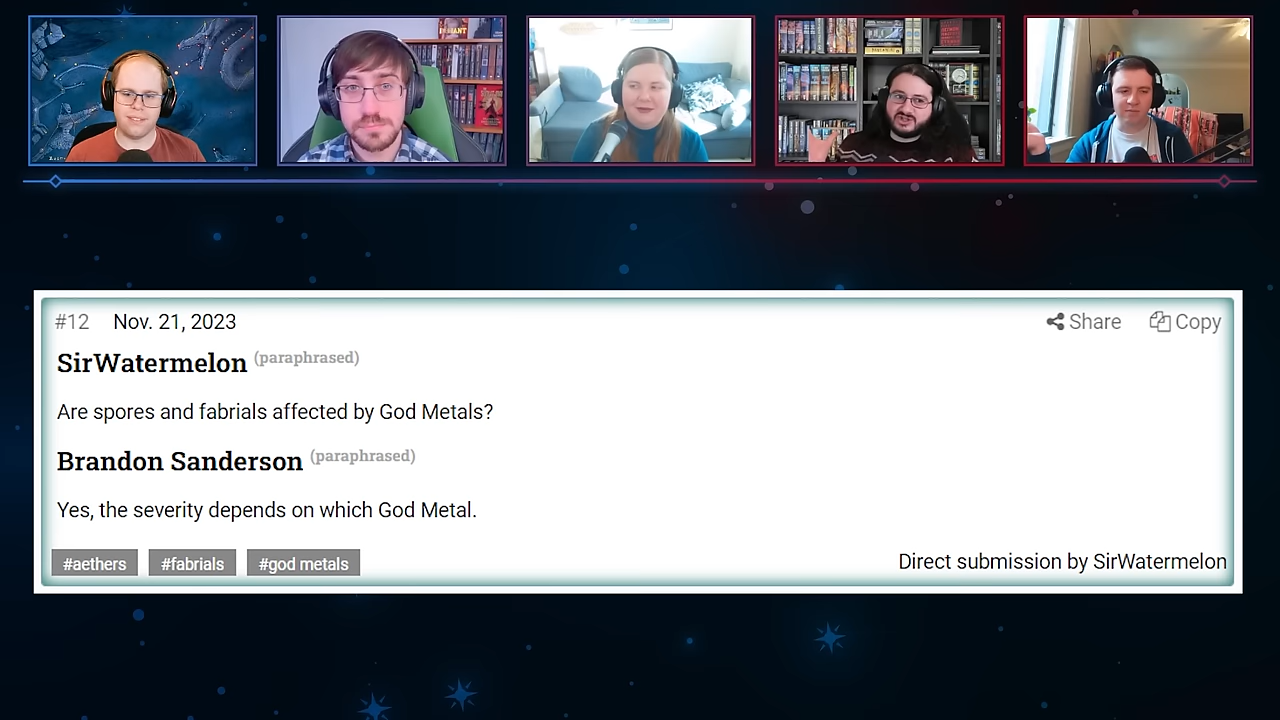 #12 Nov. 21, 2023 Share Copy
SirWatermelon (paraphrased)
Are spores and fabrials affected by God Metals?
Brandon Sanderson (paraphrased)
Yes, the severity depends on which God Metal.
#aethers #fabrials #god metals Direct submission by SirWatermelon